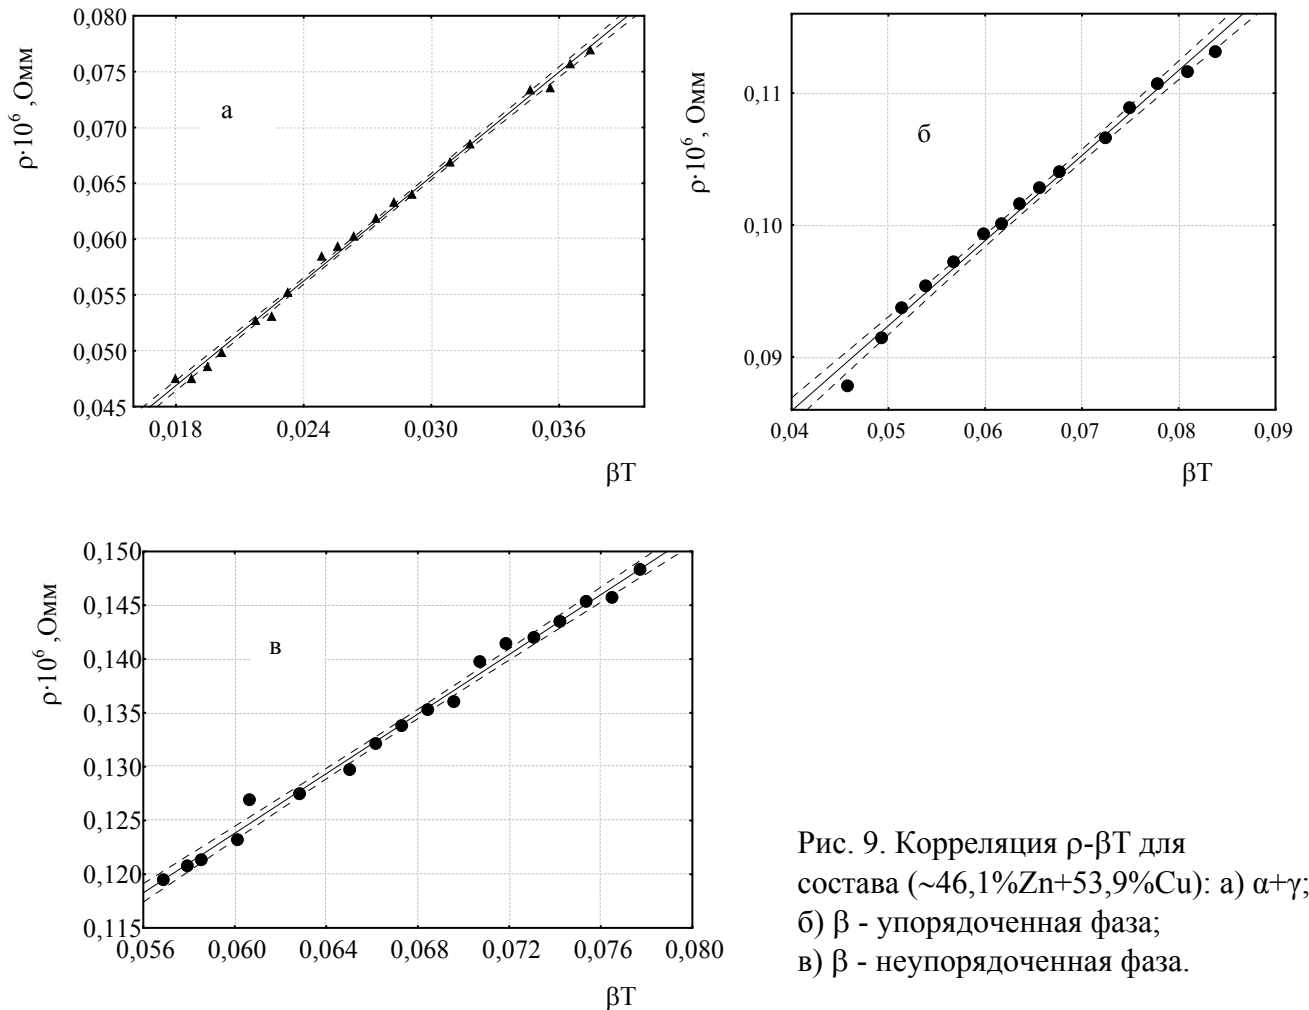 0,080
0,075
0,070
0,065
0,060
0,055
0,050
0,045
ρ·10⁶ ,Омм
а
0,018 0,024 0,030 0,036
βТ
0,11
0,10
0,09
ρ·10⁶, Омм
б
0,04 0,05 0,06 0,07 0,08 0,09
βТ
0,150
0,145
0,140
0,135
0,130
0,125
0,120
0,115
ρ·10⁶ ,Омм
в
0,056 0,060 0,064 0,068 0,072 0,076 0,080
βТ
Рис. 9. Корреляция ρ-βТ для
состава (~46,1%Zn+53,9%Cu): а) α+γ;
б) β - упорядоченная фаза;
в) β - неупорядоченная фаза.